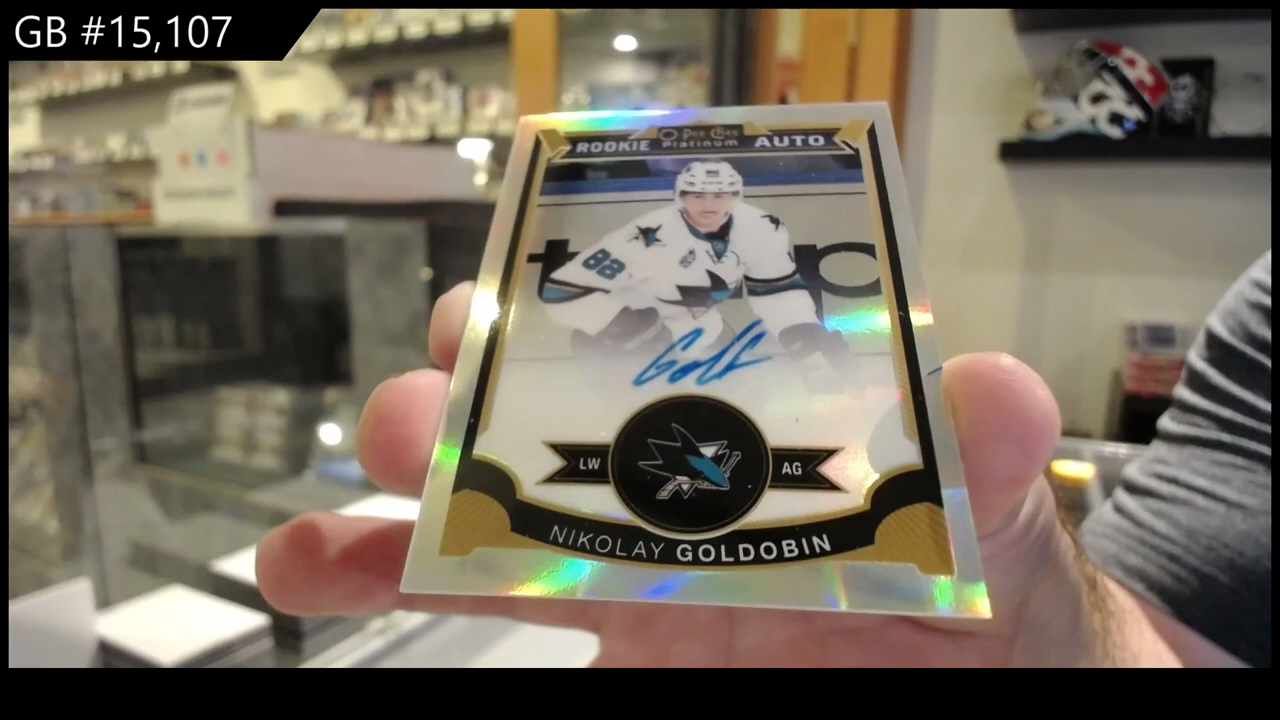 GB #15,107
ROOKIE O-Pee-Chee Platinum AUTO
88
LW AG
NIKOLAY GOLDOBIN